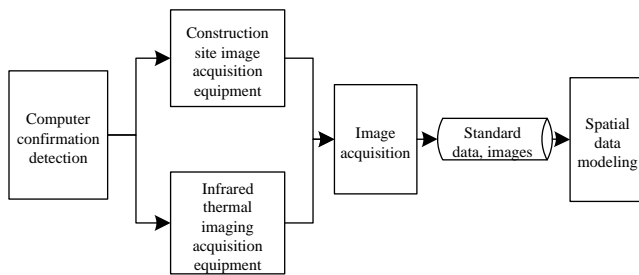 Computer
confirmation
detection
Construction
site image
acquisition
equipment
Infrared
thermal
imaging
acquisition
equipment
Image
acquisition
Standard
data, images
Spatial
data
modeling